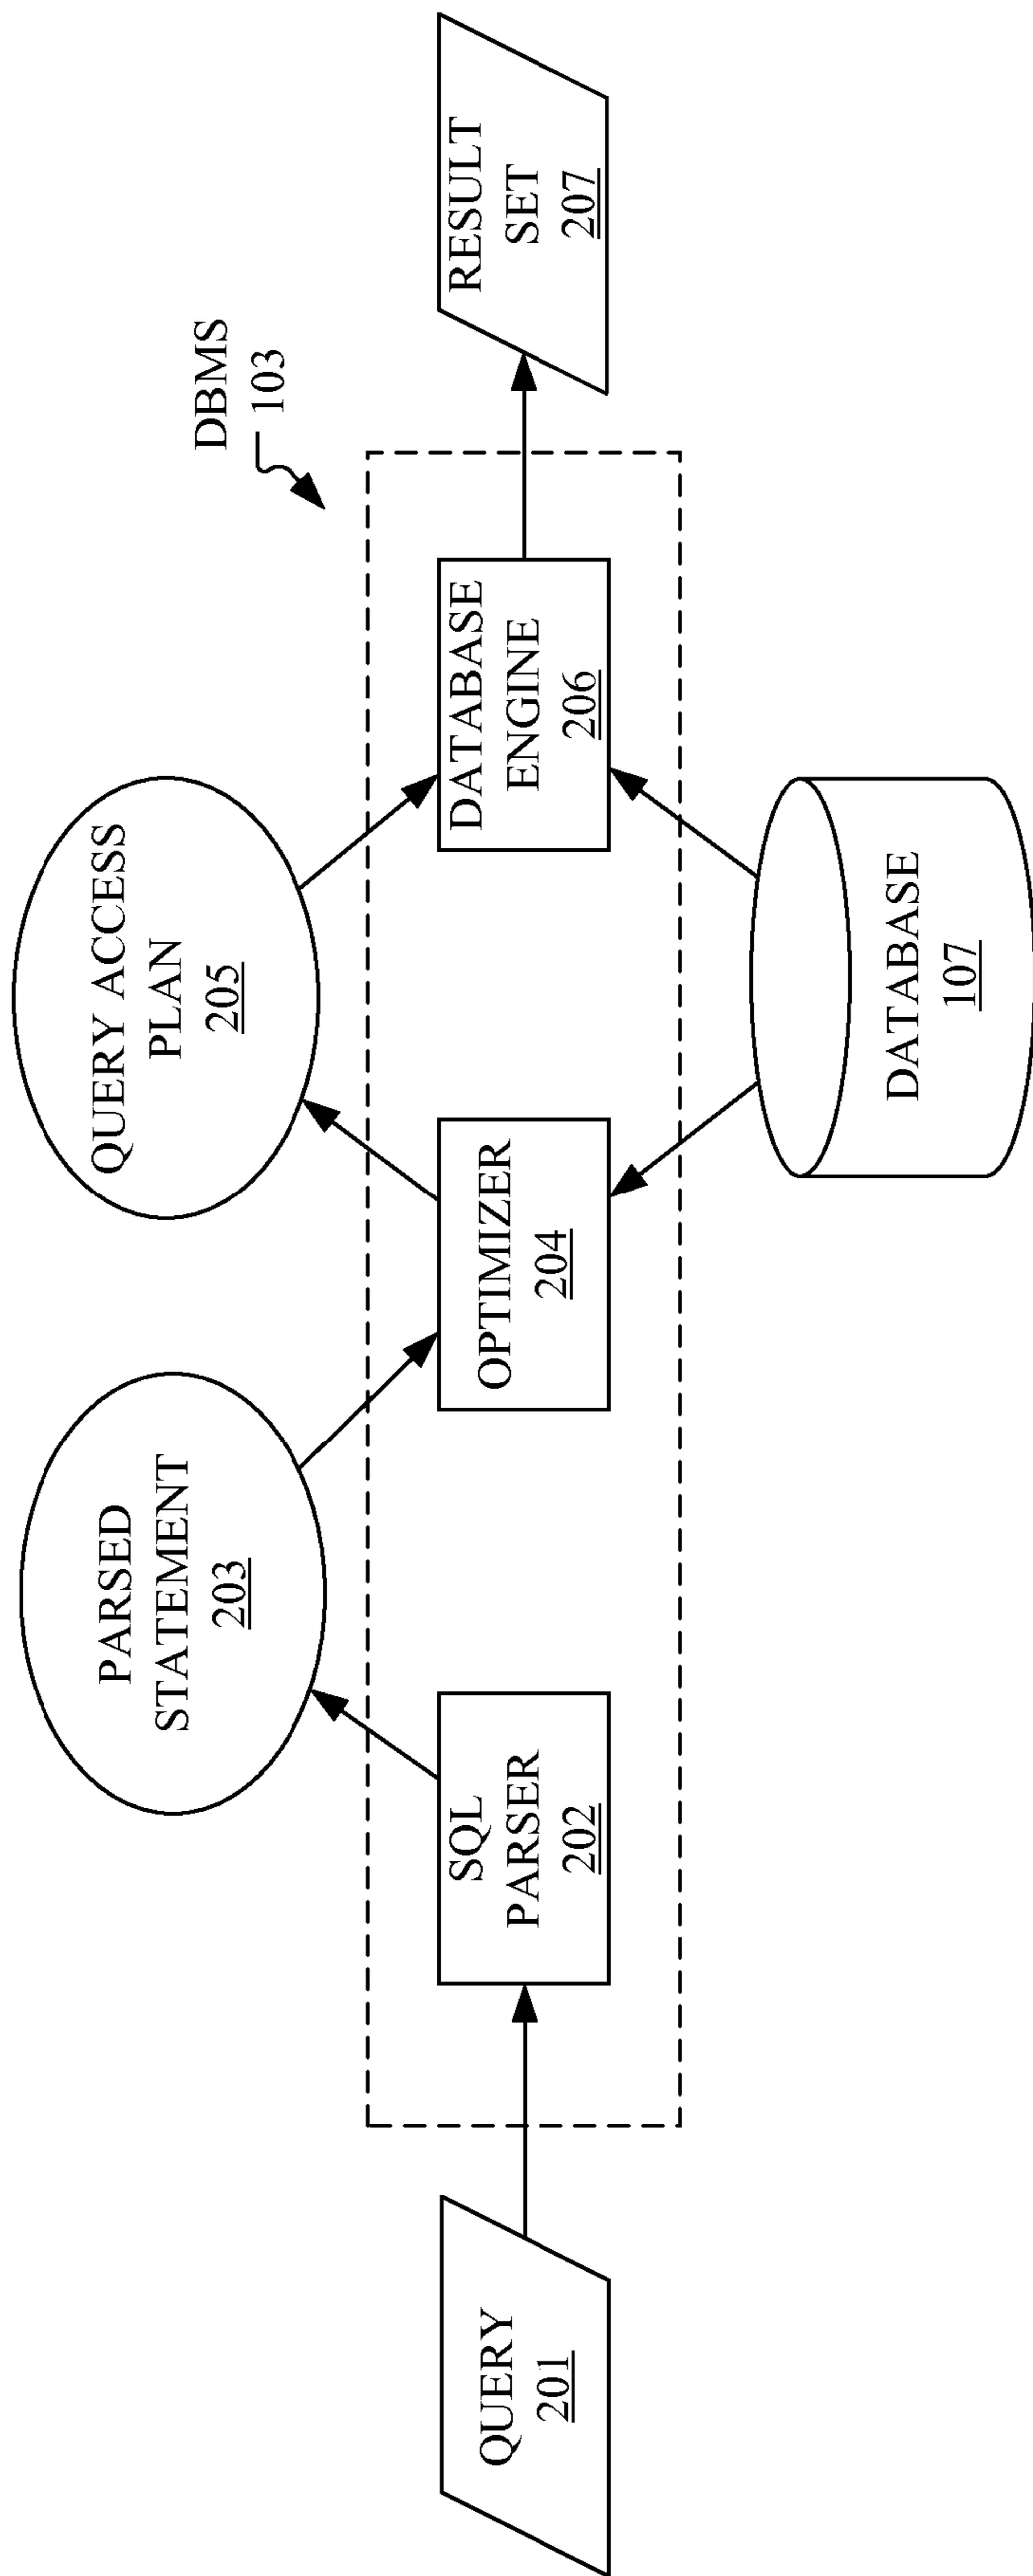 DBMS
103
PARSED
STATEMENT
203
QUERY ACCESS
PLAN
205
QUERY
201
SQL
PARSER
202
OPTIMIZER
204
DATABASE
ENGINE
206
RESULT
SET
207
DATABASE
107